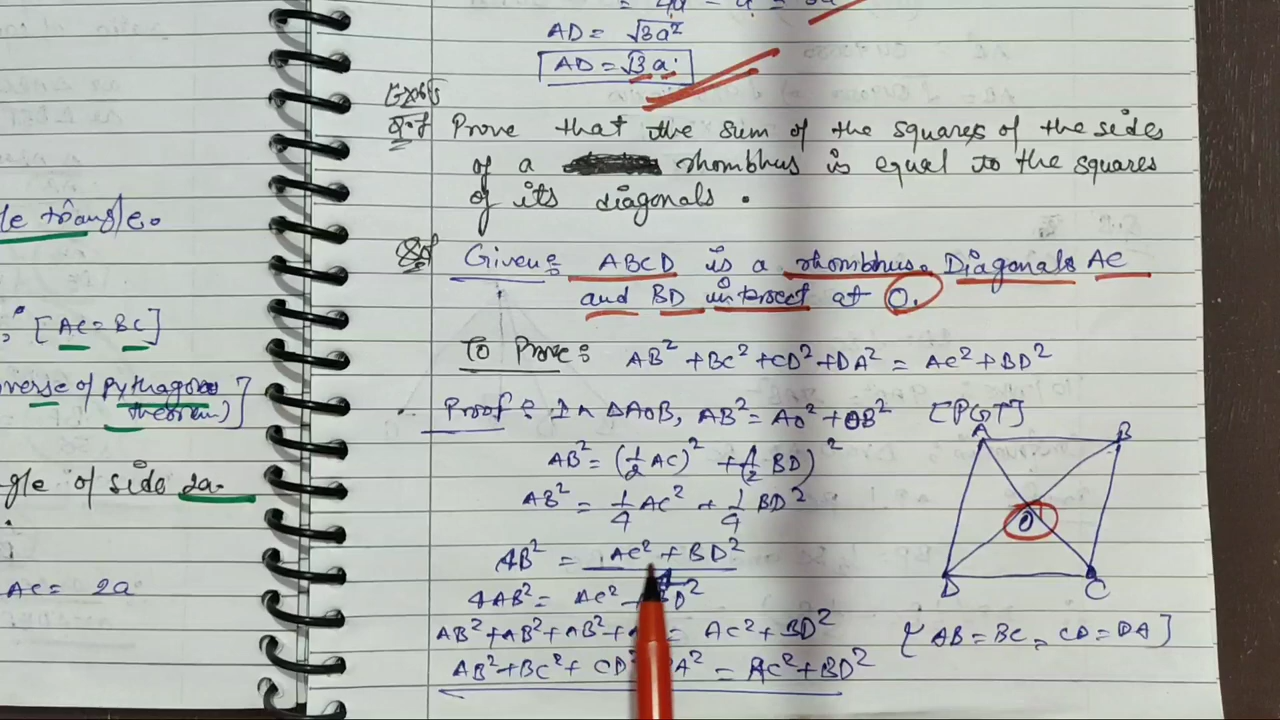 le triangle.
[AC = BC]
verse of Pythagoras
theorem)]
gle of side 2a.
AC = 2a
AD = √3a²
AD = √3 a.
Q.7 Prove that the sum of the squares of the sides
of a rhombhus is equal to the squares
of its diagonals.
Given: ABCD is a rhombhus. Diagonals AC
and BD intersect at O.
To Prove: AB² + BC² + CD² + DA² = AC² + BD²
Proof: In ΔAOB, AB² = AO² + OB² [PGT]
AB² = (1/2 AC)² + (1/2 BD)²
AB² = 1/4 AC² + 1/4 BD²
AB² = AC² + BD²
4
4AB² = AC² + BD²
AB² + AB² + AB² + A = AC² + BD²
{AB = BC = CD = DA]
AB² + BC² + CD² DA² = AC² + BD²
A B
O
D C